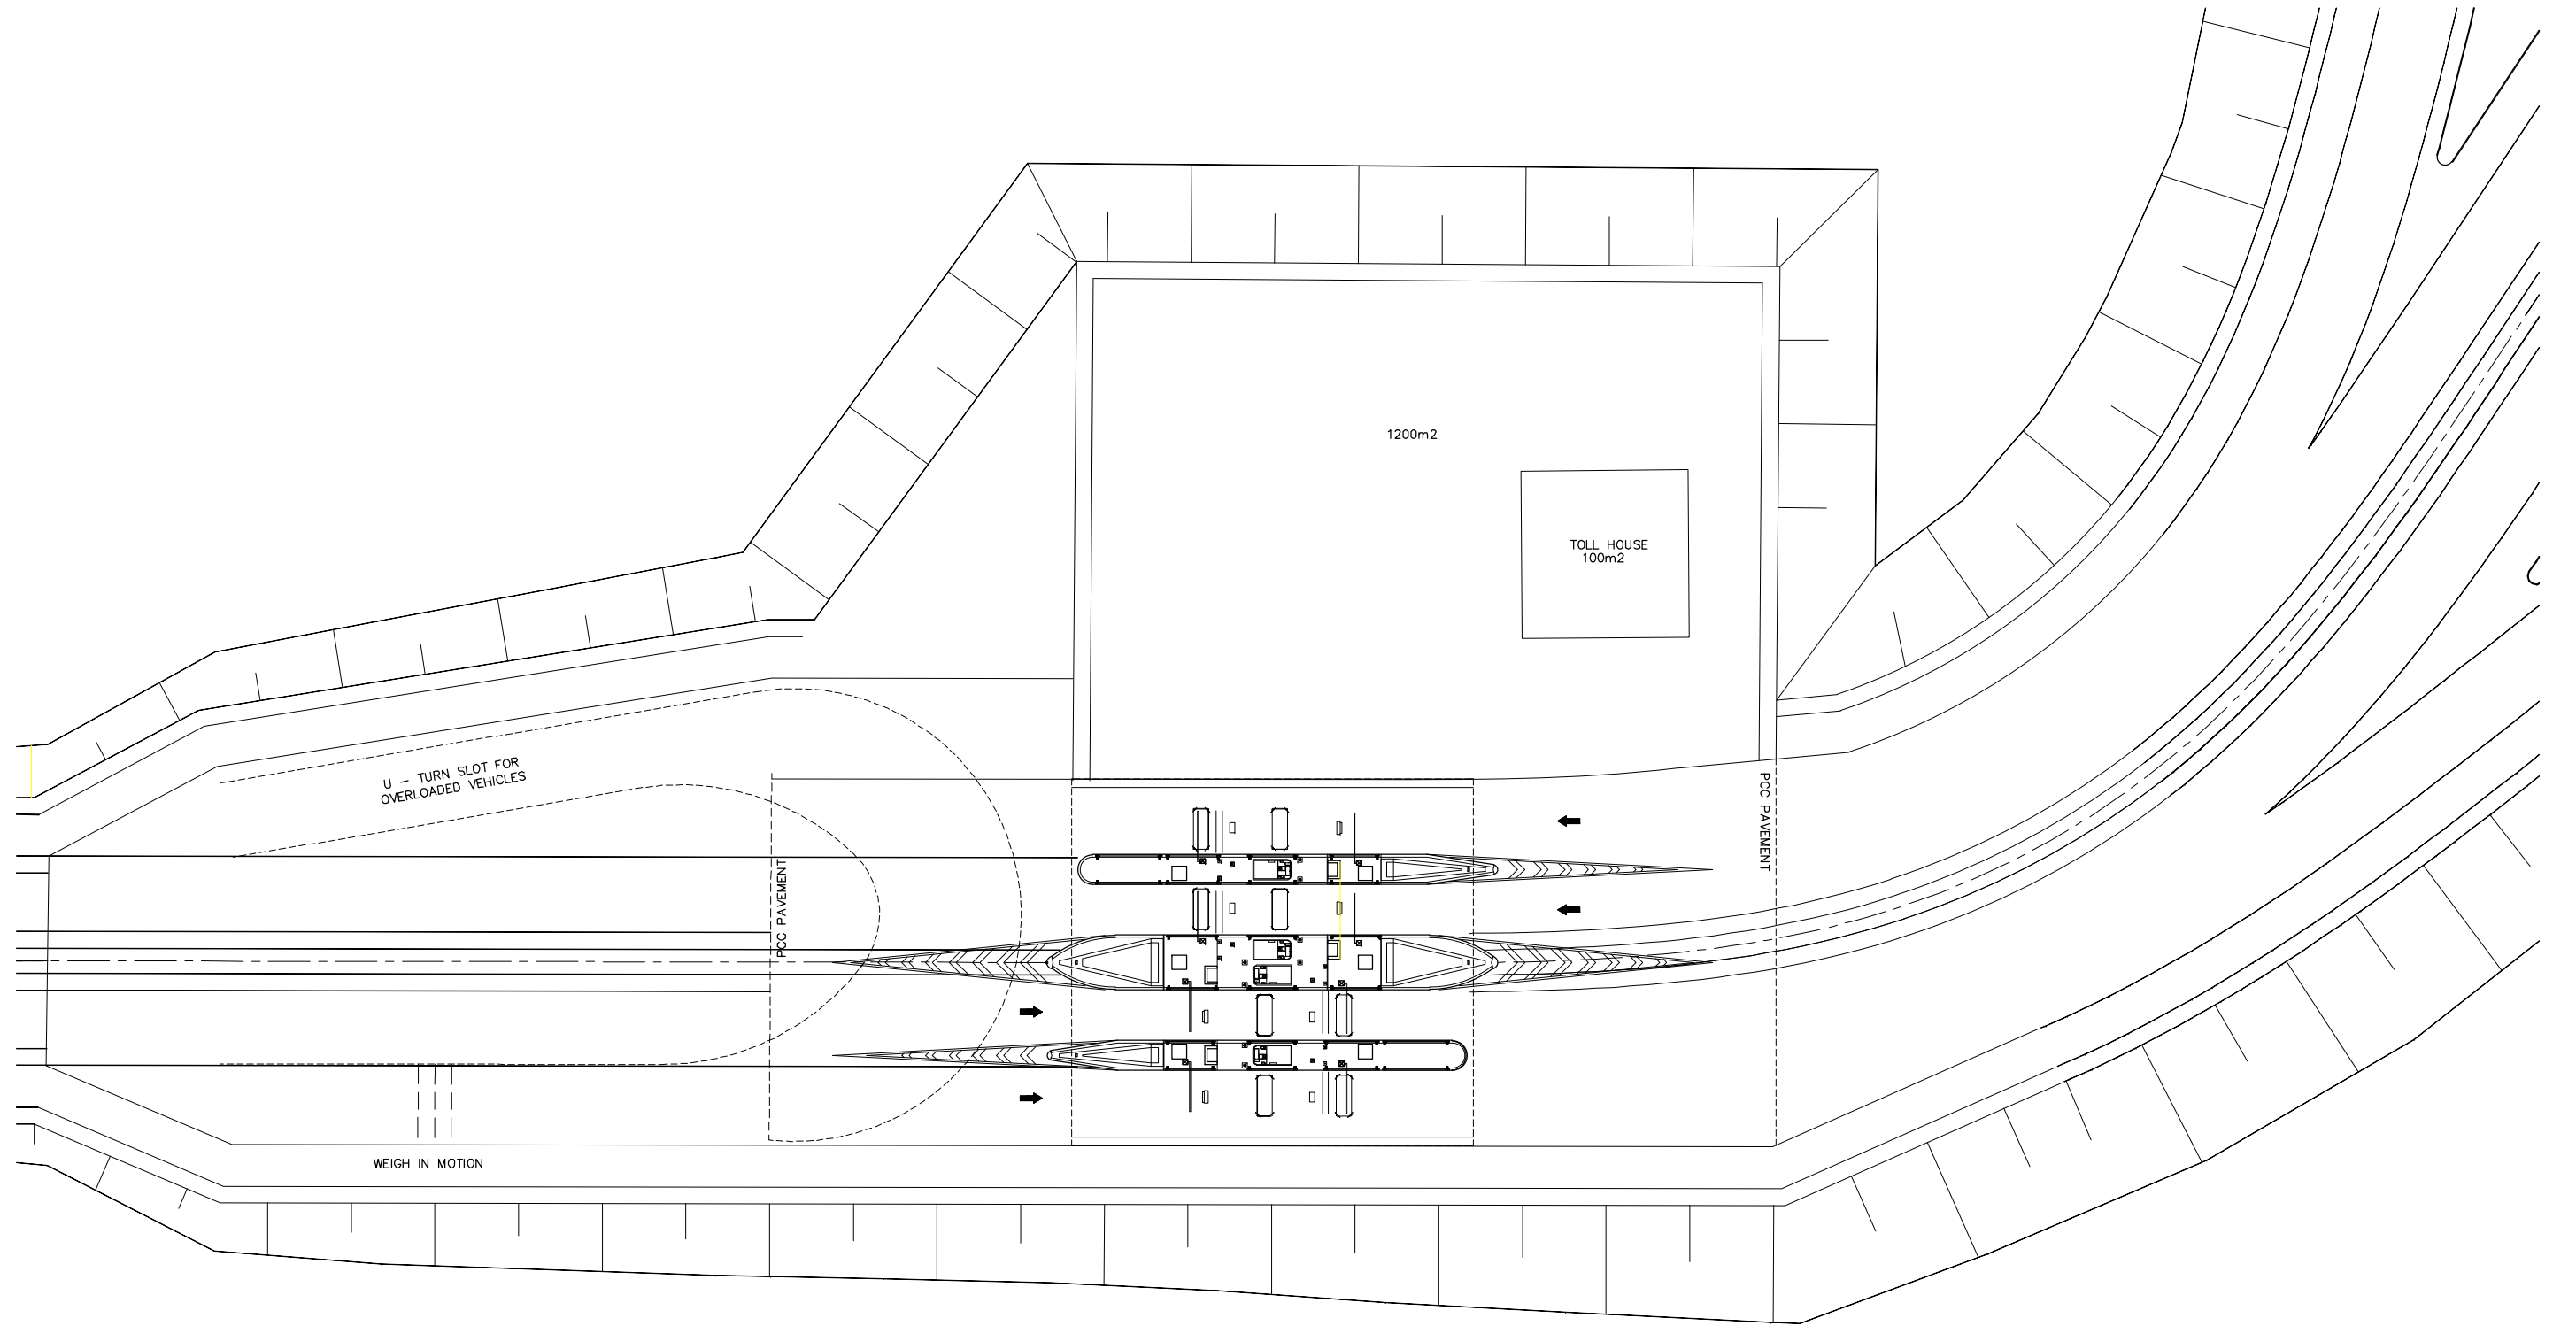 1200m2
TOLL HOUSE
100m2
U - TURN SLOT FOR
OVERLOADED VEHICLES
PCC PAVEMENT
PCC PAVEMENT
WEIGH IN MOTION